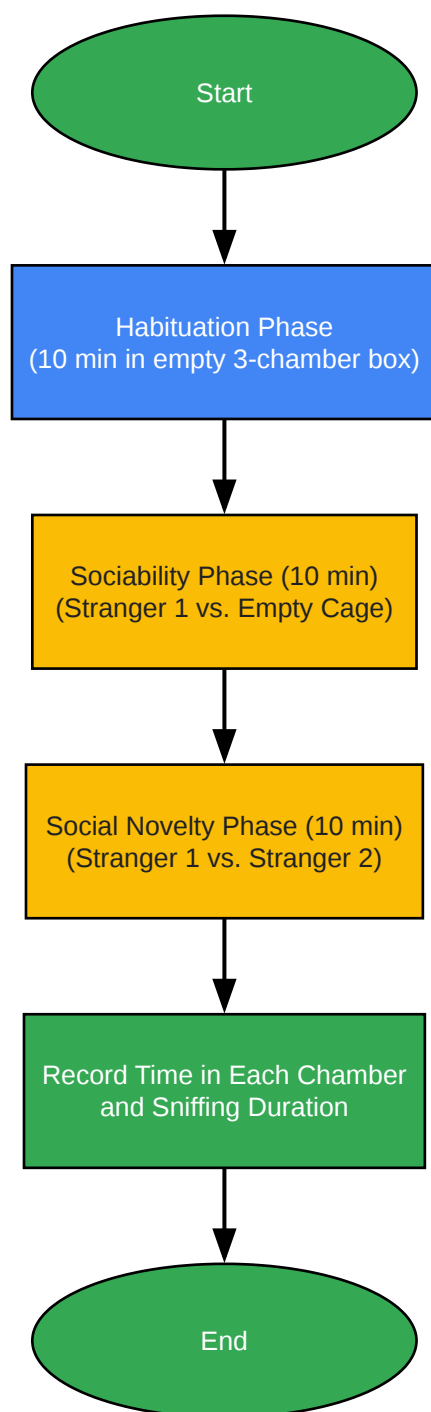 Start
Habituation Phase
(10 min in empty 3-chamber box)
Sociability Phase (10 min)
(Stranger 1 vs. Empty Cage)
Social Novelty Phase (10 min)
(Stranger 1 vs. Stranger 2)
Record Time in Each Chamber
and Sniffing Duration
End